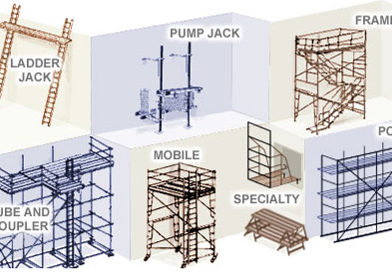 PUMP JACK
FRAME
LADDER
JACK
MOBILE
PO
UBE AND
OUPLER
SPECIALTY